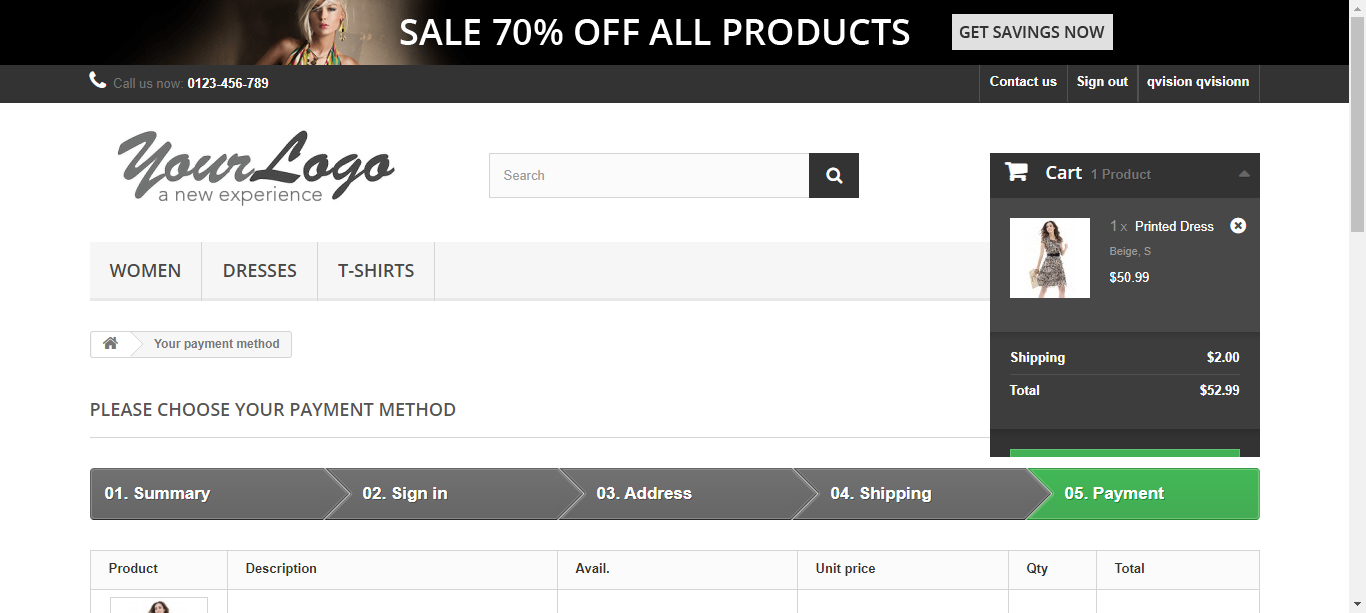 SALE 70% OFF ALL PRODUCTS GET SAVINGS NOW
Call us now: 0123-456-789 Contact us Sign out qvision qvisionn
Your Logo
a new experience
Search
Cart 1 Product
1 x Printed Dress
Beige, S
$50.99
WOMEN DRESSES T-SHIRTS
Your payment method
Shipping $2.00
Total $52.99
PLEASE CHOOSE YOUR PAYMENT METHOD
01. Summary 02. Sign in 03. Address 04. Shipping 05. Payment
Product Description Avail. Unit price Qty Total